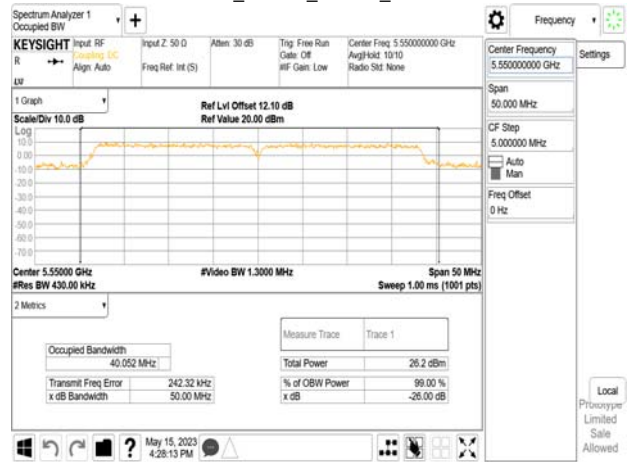 Spectrum Analyzer 1
Occupied BW
+
Frequency
KEYSIGHT
Input: RF
Coupling: DC
Align: Auto
Input Z: 50 Ω
Freq Ref: Int (S)
Atten: 30 dB
Trig: Free Run
Gate: Off
#IF Gain: Low
Center Freq: 5.550000000 GHz
Avg|Hold: 10/10
Radio Std: None
R
LXI
Center Frequency
5.550000000 GHz
Settings
Span
50.000 MHz
CF Step
5.000000 MHz
Auto
Man
Freq Offset
0 Hz
1 Graph
Scale/Div 10.0 dB
Ref Lvl Offset 12.10 dB
Ref Value 20.00 dBm
Log
10.0
0.00
-10.0
-20.0
-30.0
-40.0
-50.0
-60.0
-70.0
Center 5.55000 GHz
#Res BW 430.00 kHz
#Video BW 1.3000 MHz
Span 50 MHz
Sweep 1.00 ms (1001 pts)
2 Metrics
Measure Trace
Trace 1
Occupied Bandwidth
40.052 MHz
Total Power
26.2 dBm
Transmit Freq Error
242.32 kHz
% of OBW Power
99.00 %
x dB Bandwidth
50.00 MHz
x dB
-26.00 dB
Local
Prototype
Limited
Sale
Allowed
?
May 15, 2023
4:28:13 PM